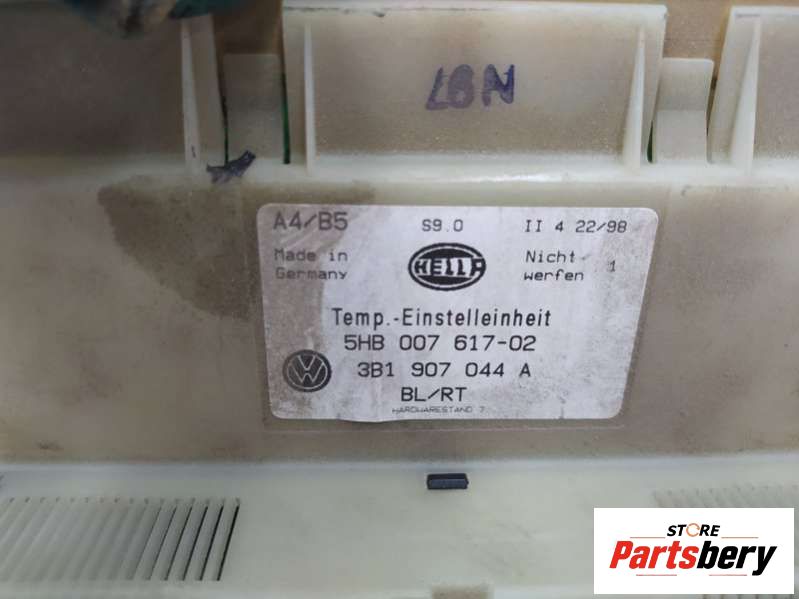 A4/B5 S9.0 II 4 22/98
Made in Germany
HELLA
Nicht werfen 1
Temp.-Einstelleinheit
5HB 007 617-02
VW 3B1 907 044 A
BL/RT
HARDWARESTAND 7
STORE
Partsbery